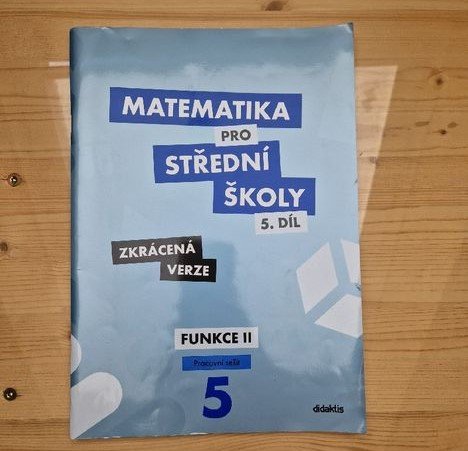 MATEMATIKA
PRO
STŘEDNÍ
ŠKOLY
5. DÍL
ZKRÁCENÁ
VERZE
FUNKCE II
Pracovní sešit
5
didaktis